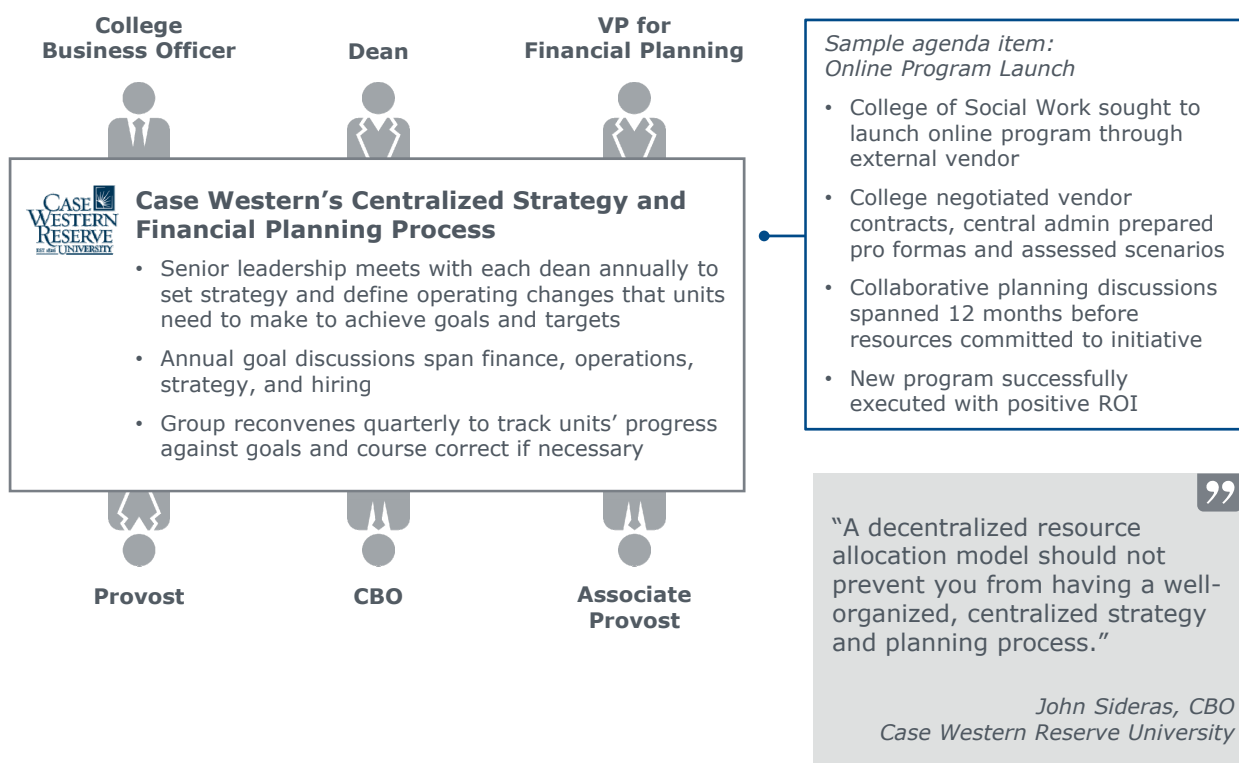 College
Business Officer
Dean
VP for
Financial Planning
CASE
WESTERN
RESERVE
UNIVERSITY
Case Western's Centralized Strategy and
Financial Planning Process
• Senior leadership meets with each dean annually to
set strategy and define operating changes that units
need to make to achieve goals and targets
• Annual goal discussions span finance, operations,
strategy, and hiring
• Group reconvenes quarterly to track units' progress
against goals and course correct if necessary
Provost
CBO
Associate
Provost
Sample agenda item:
Online Program Launch
• College of Social Work sought to
launch online program through
external vendor
• College negotiated vendor
contracts, central admin prepared
pro formas and assessed scenarios
• Collaborative planning discussions
spanned 12 months before
resources committed to initiative
• New program successfully
executed with positive ROI
"A decentralized resource
allocation model should not
prevent you from having a well-
organized, centralized strategy
and planning process."
John Sideras, CBO
Case Western Reserve University